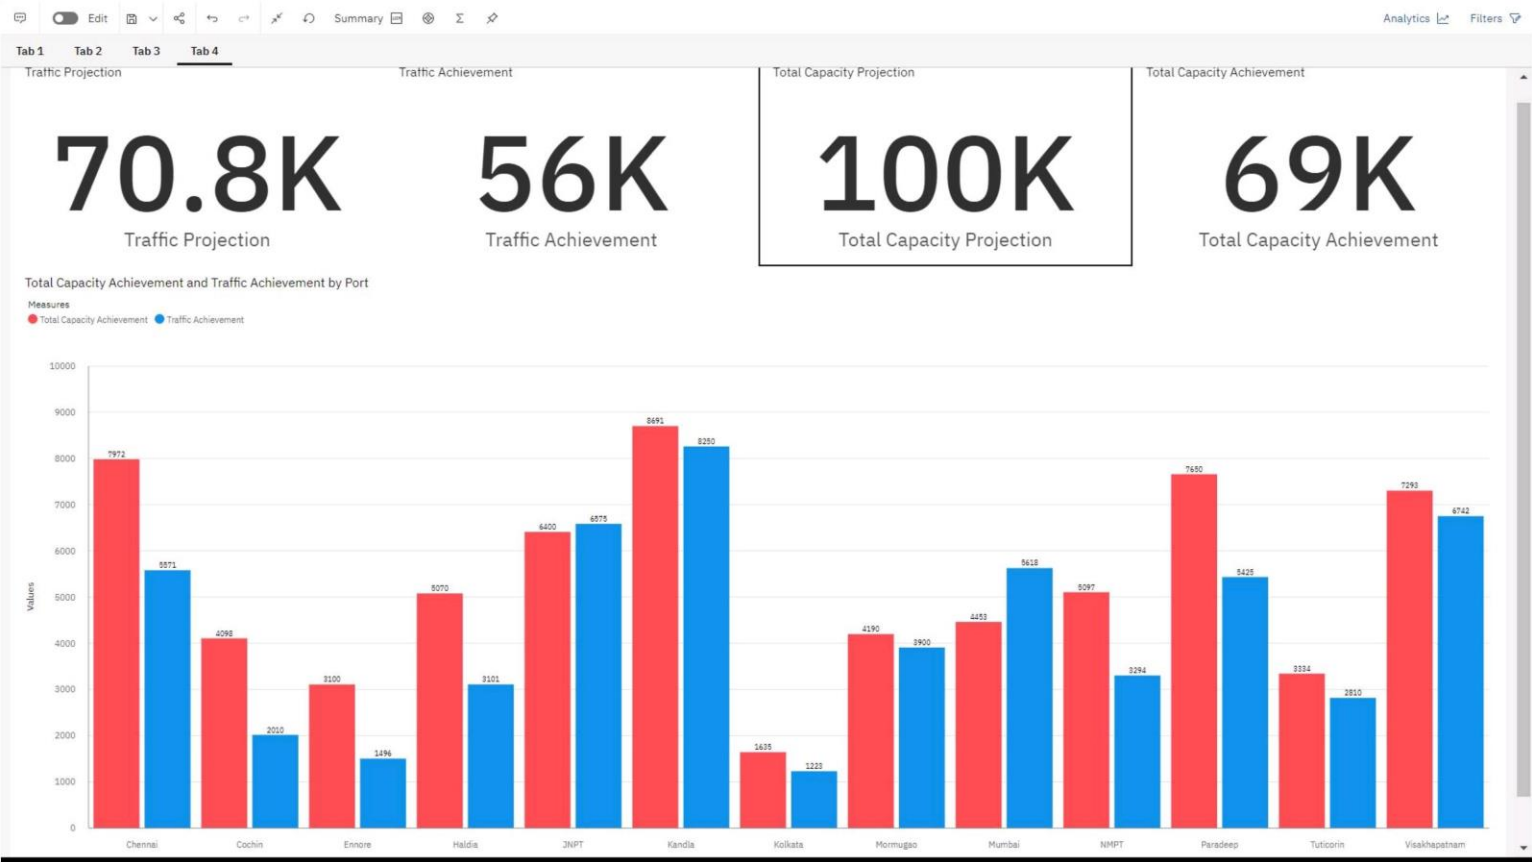 Edit
Summary
Analytics
Filters
Tab 1 Tab 2 Tab 3 Tab 4
Traffic Projection Traffic Achievement Total Capacity Projection Total Capacity Achievement
70.8K 56K 100K 69K
Traffic Projection Traffic Achievement Total Capacity Projection Total Capacity Achievement
Total Capacity Achievement and Traffic Achievement by Port
Measures
Total Capacity Achievement Traffic Achievement
Values
10000
9000
8000
7000
6000
5000
4000
3000
2000
1000
0
7972 5571
4098 2010
3100 1496
5070 3101
6400 6575
8691 8250
1635 1223
4190 3900
4453 5618
5097 3294
7650 5425
3334 2810
7293 6742
Chennai Cochin Ennore Haldia JNPT Kandla Kolkata Mormugao Mumbai NMPT Paradeep Tuticorin Visakhapatnam